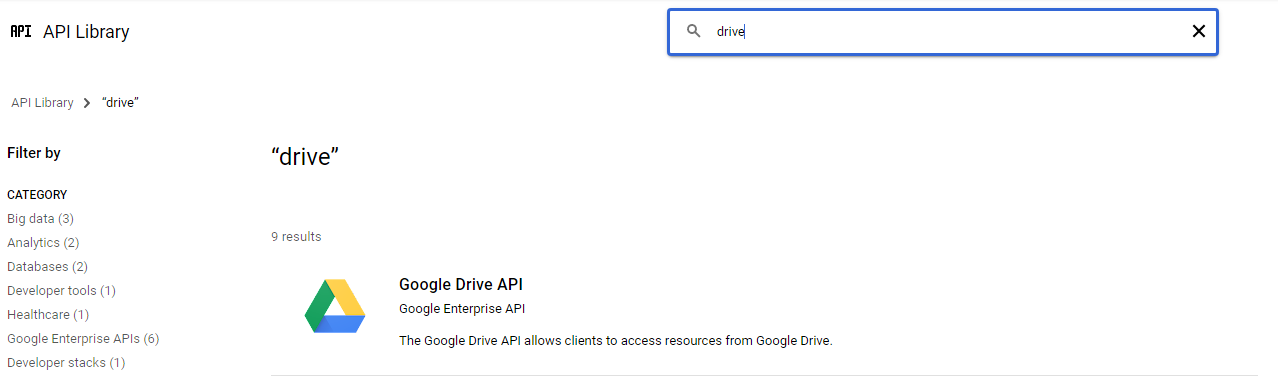 API API Library
drive
API Library > “drive”
Filter by
CATEGORY
Big data (3)
Analytics (2)
Databases (2)
Developer tools (1)
Healthcare (1)
Google Enterprise APIs (6)
Developer stacks (1)
“drive”
9 results
Google Drive API
Google Enterprise API
The Google Drive API allows clients to access resources from Google Drive.